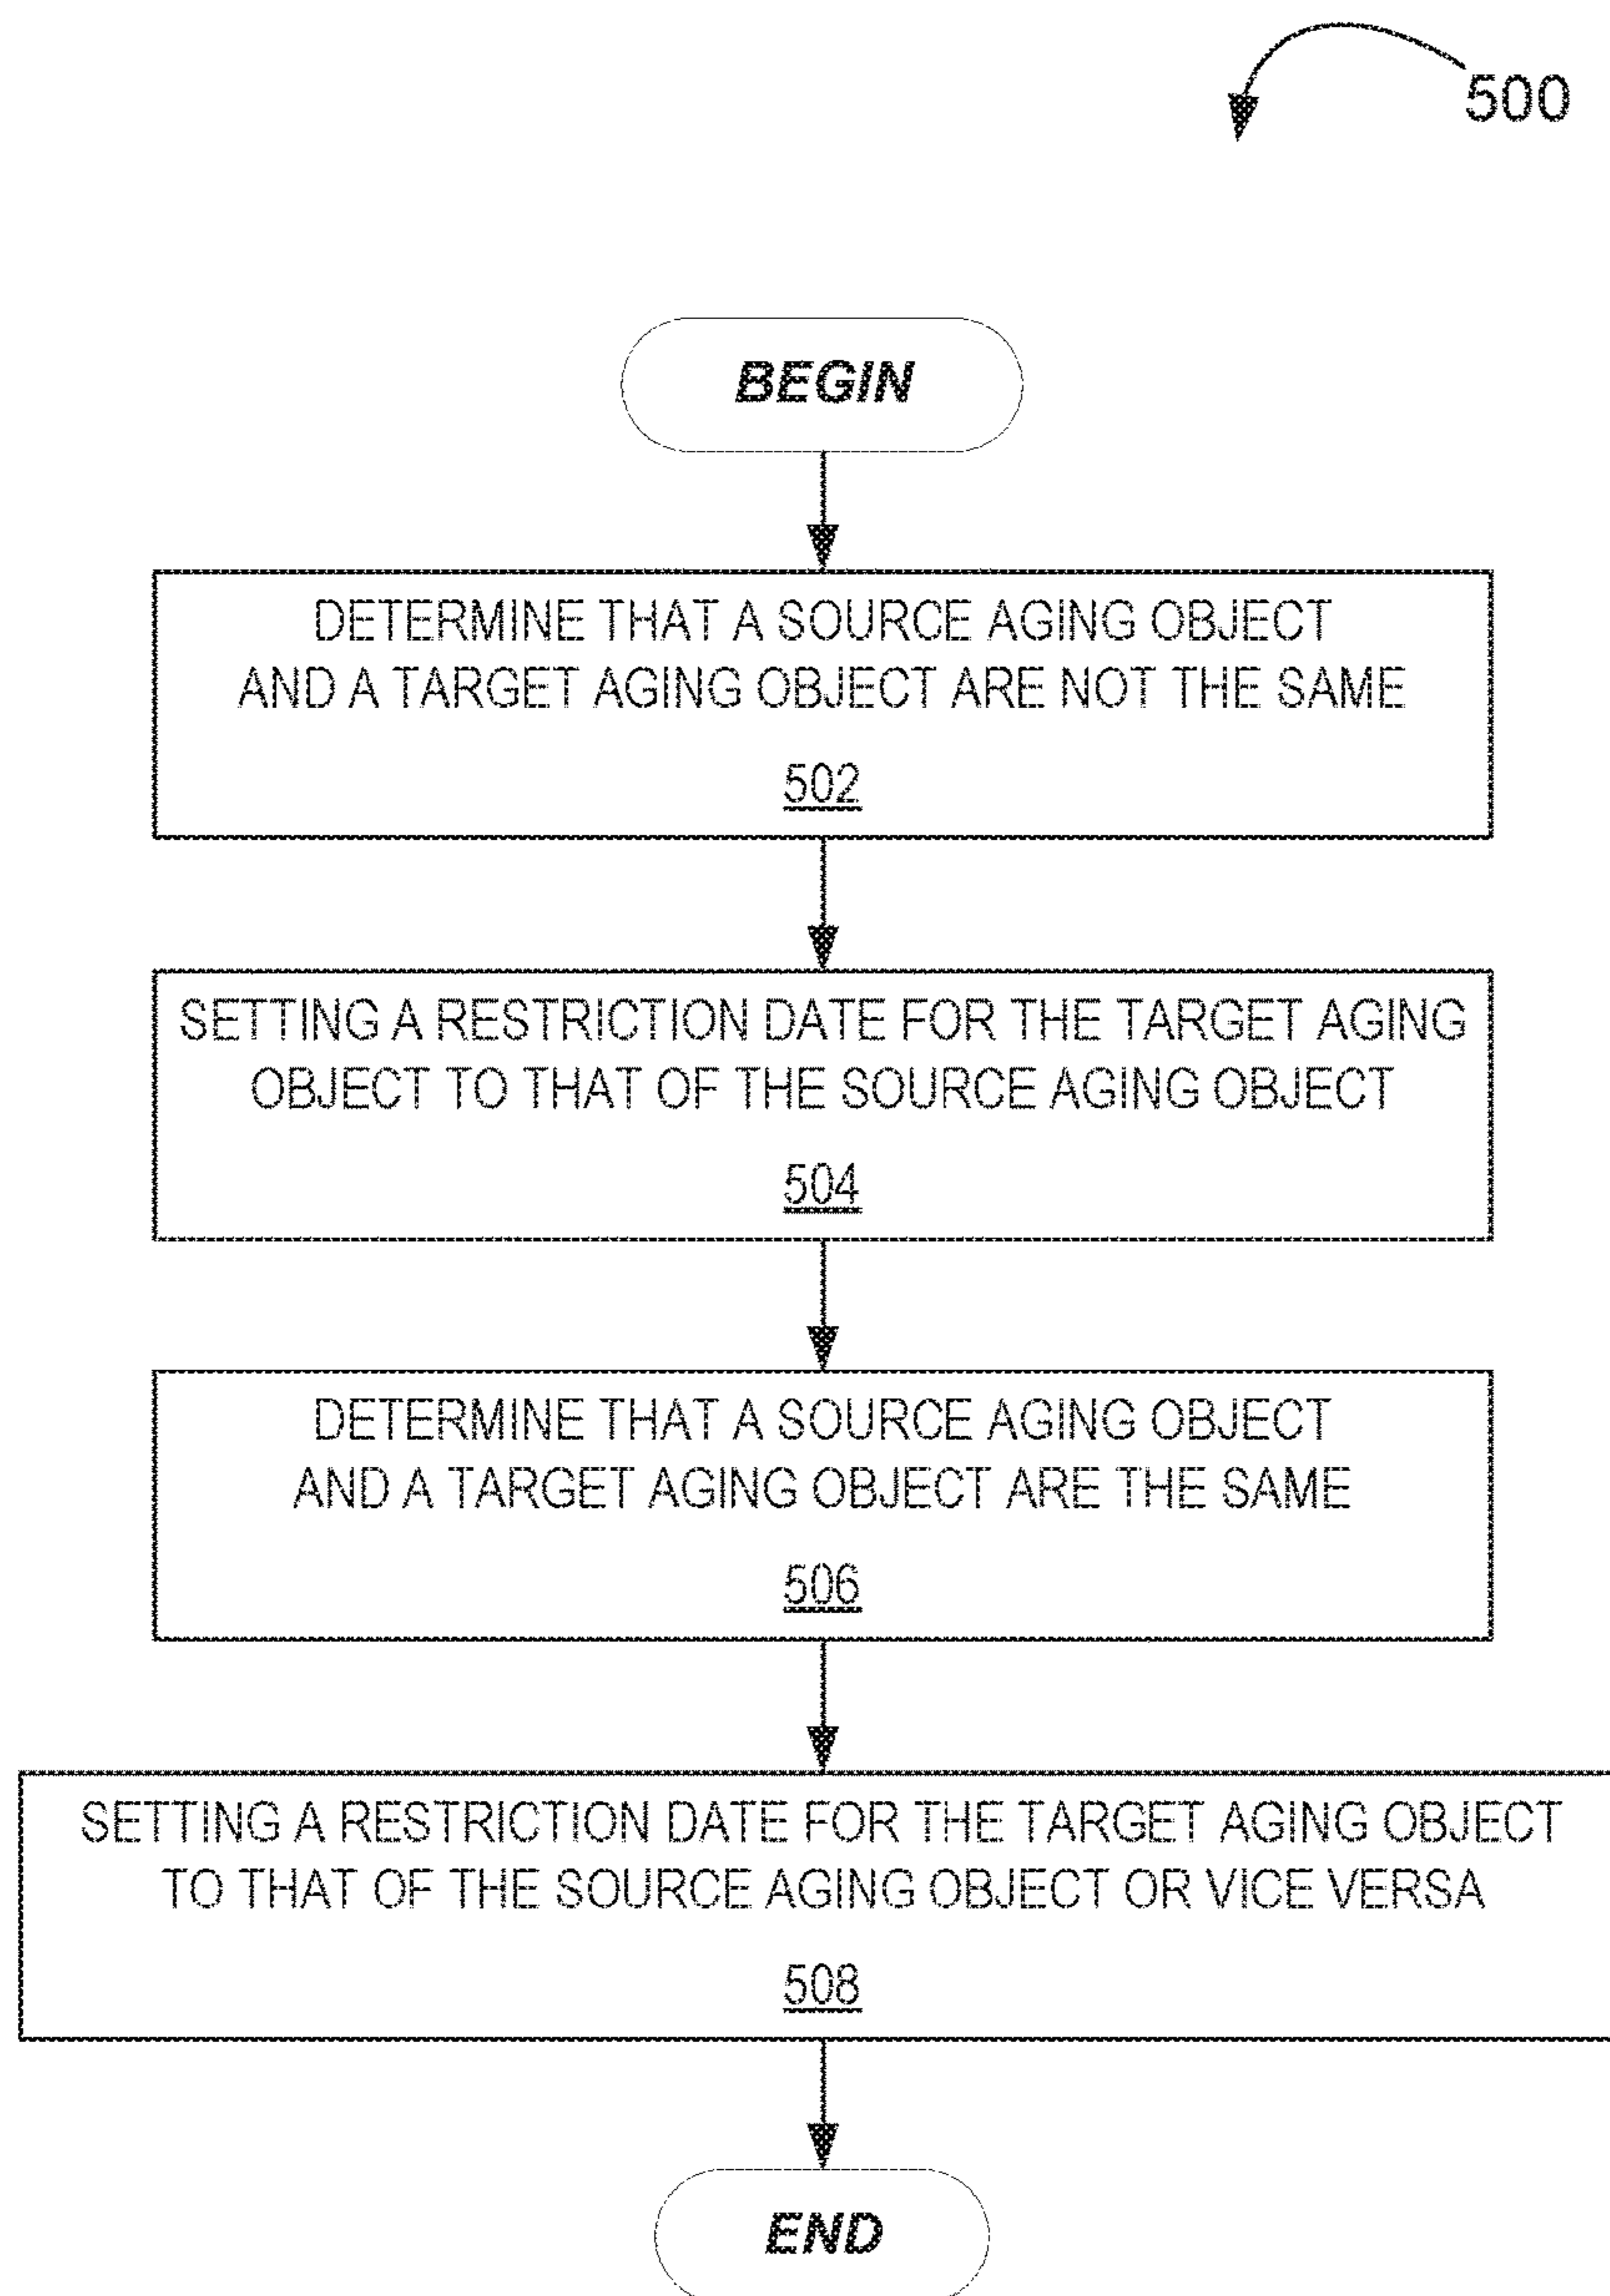 500
BEGIN
DETERMINE THAT A SOURCE AGING OBJECT
AND A TARGET AGING OBJECT ARE NOT THE SAME
502
SETTING A RESTRICTION DATE FOR THE TARGET AGING
OBJECT TO THAT OF THE SOURCE AGING OBJECT
504
DETERMINE THAT A SOURCE AGING OBJECT
AND A TARGET AGING OBJECT ARE THE SAME
506
SETTING A RESTRICTION DATE FOR THE TARGET AGING OBJECT
TO THAT OF THE SOURCE AGING OBJECT OR VICE VERSA
508
END